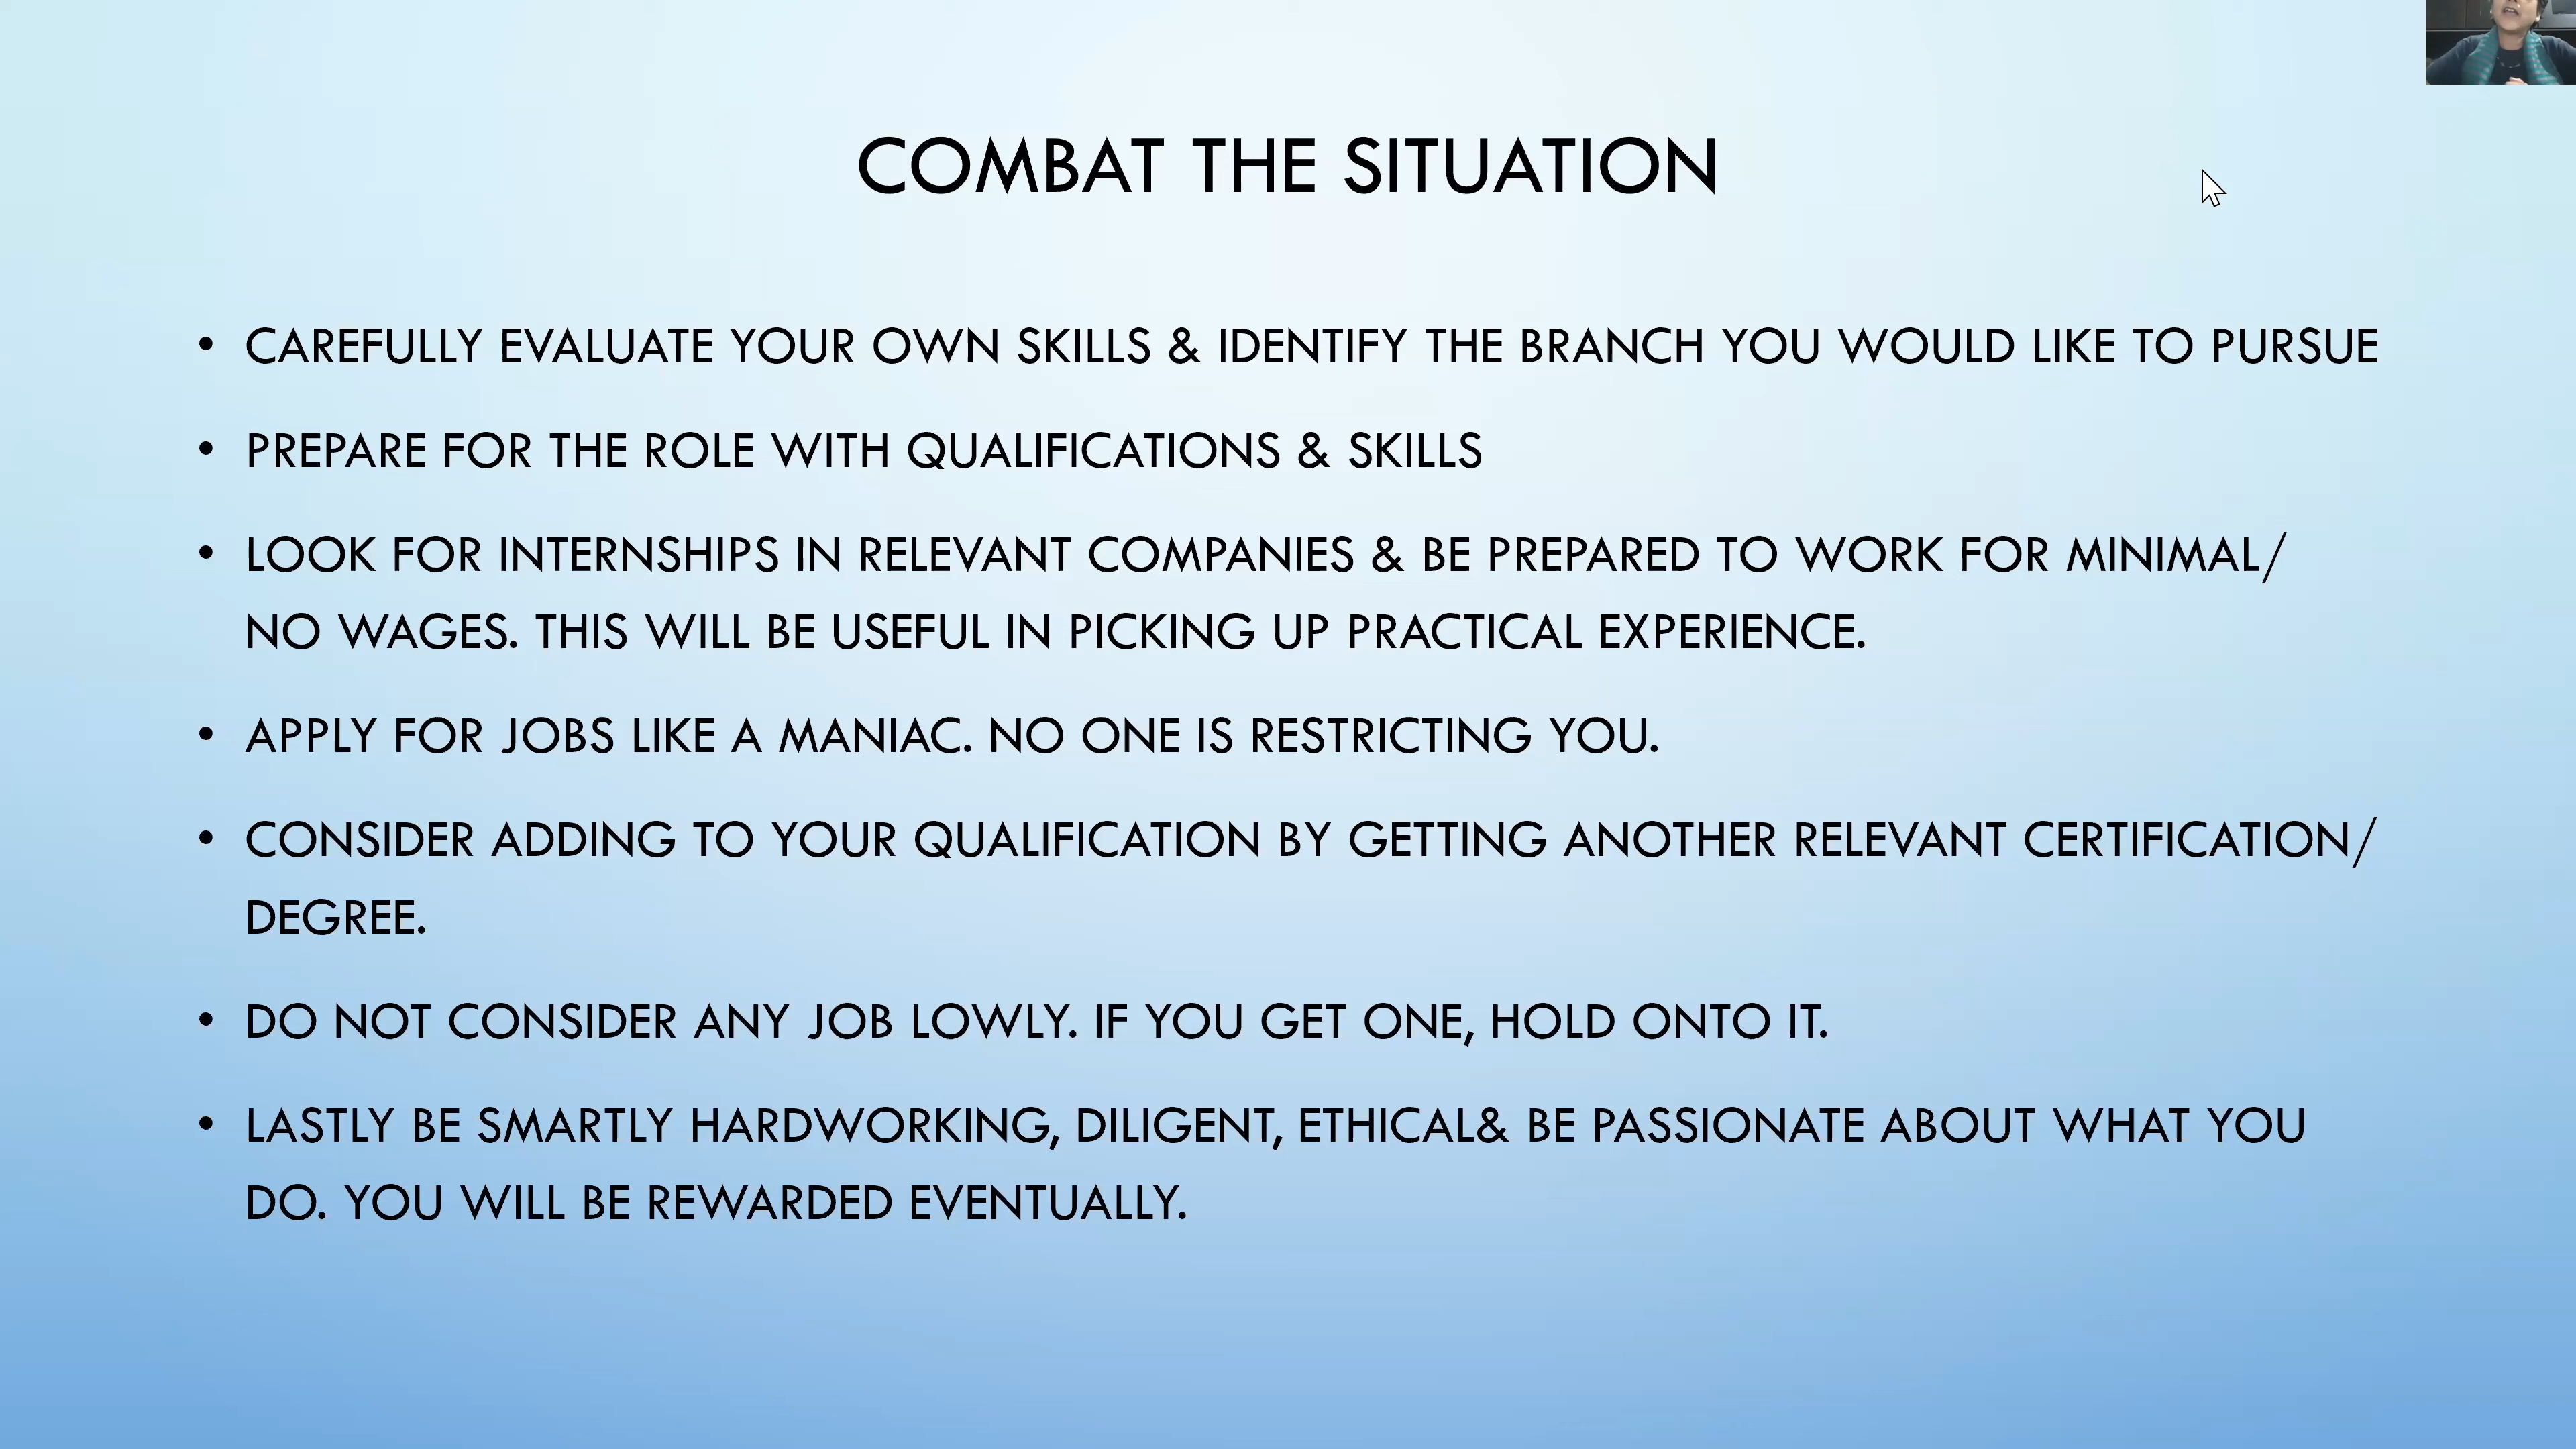 COMBAT THE SITUATION
• CAREFULLY EVALUATE YOUR OWN SKILLS & IDENTIFY THE BRANCH YOU WOULD LIKE TO PURSUE
• PREPARE FOR THE ROLE WITH QUALIFICATIONS & SKILLS
• LOOK FOR INTERNSHIPS IN RELEVANT COMPANIES & BE PREPARED TO WORK FOR MINIMAL/
NO WAGES. THIS WILL BE USEFUL IN PICKING UP PRACTICAL EXPERIENCE.
• APPLY FOR JOBS LIKE A MANIAC. NO ONE IS RESTRICTING YOU.
• CONSIDER ADDING TO YOUR QUALIFICATION BY GETTING ANOTHER RELEVANT CERTIFICATION/
DEGREE.
• DO NOT CONSIDER ANY JOB LOWLY. IF YOU GET ONE, HOLD ONTO IT.
• LASTLY BE SMARTLY HARDWORKING, DILIGENT, ETHICAL& BE PASSIONATE ABOUT WHAT YOU
DO. YOU WILL BE REWARDED EVENTUALLY.